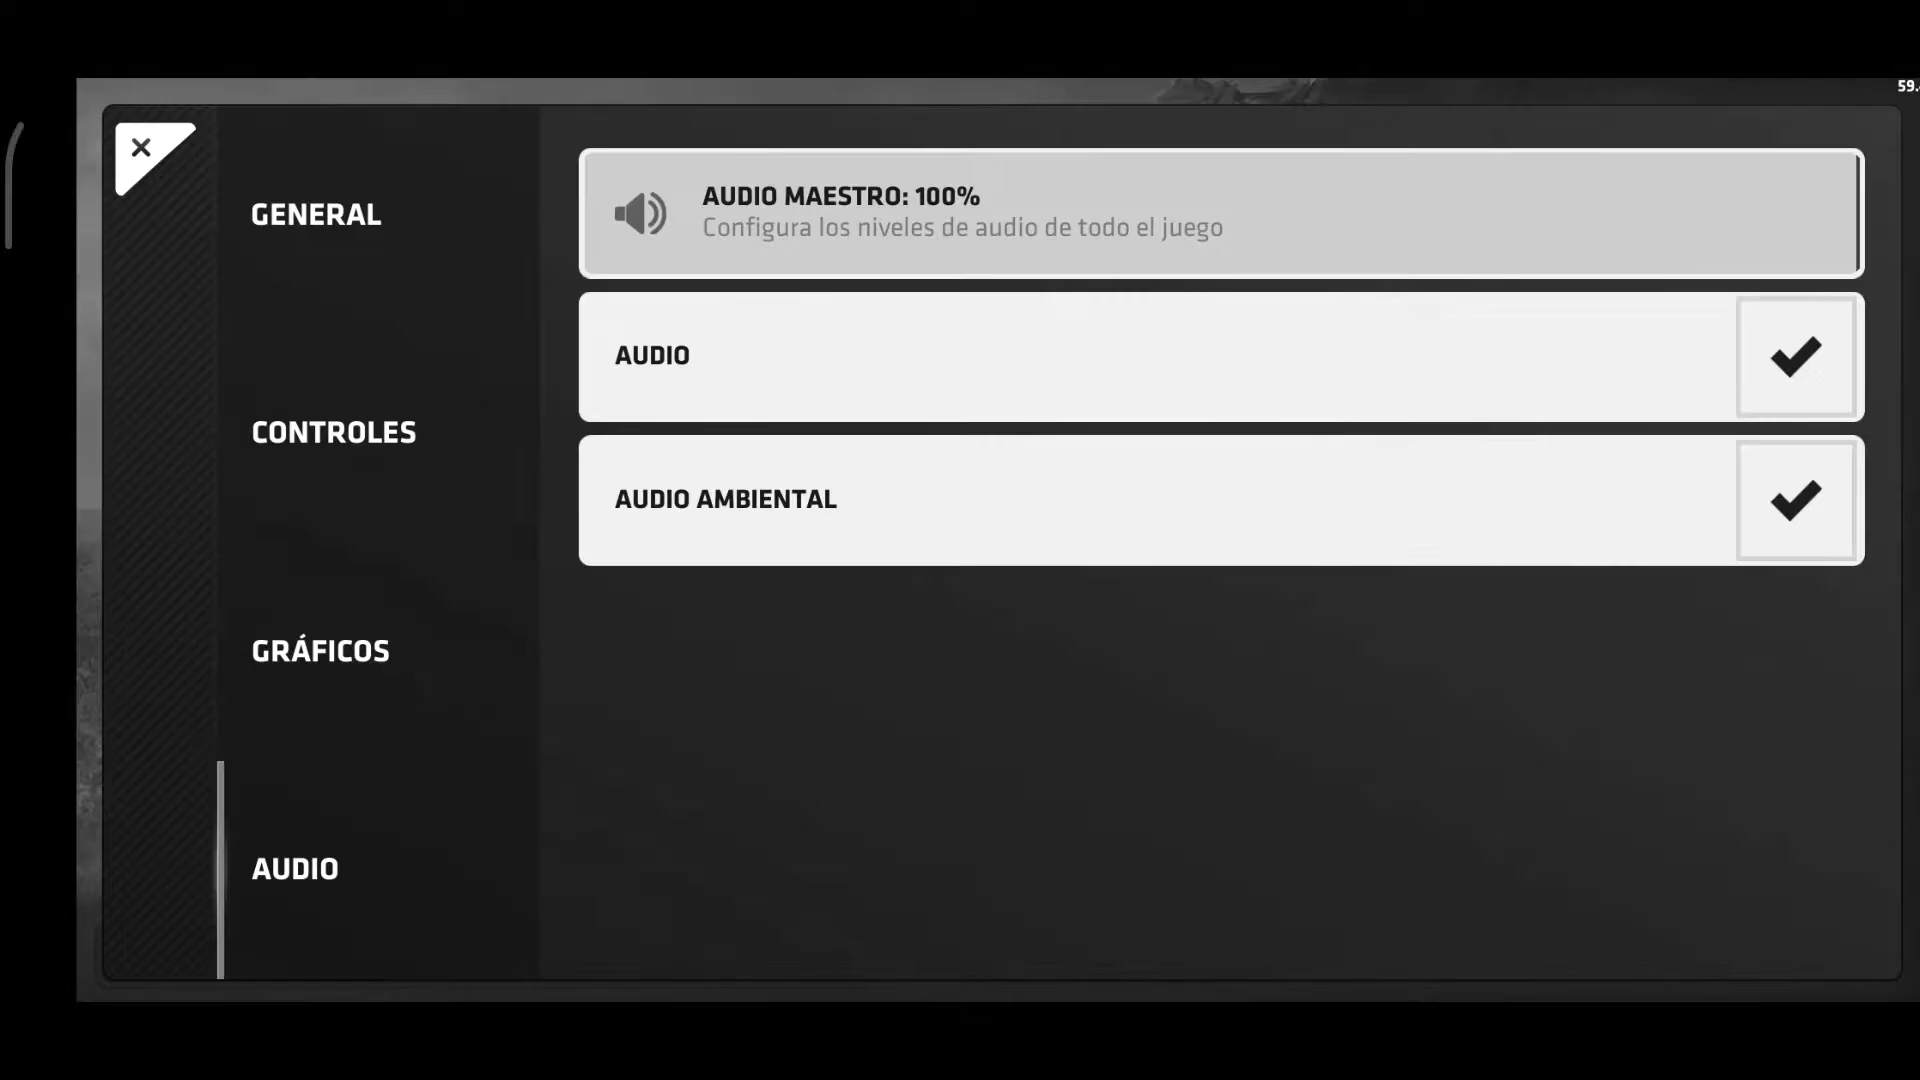 59.
GENERAL
CONTROLES
GRÁFICOS
AUDIO
AUDIO MAESTRO: 100%
Configura los niveles de audio de todo el juego
AUDIO
AUDIO AMBIENTAL